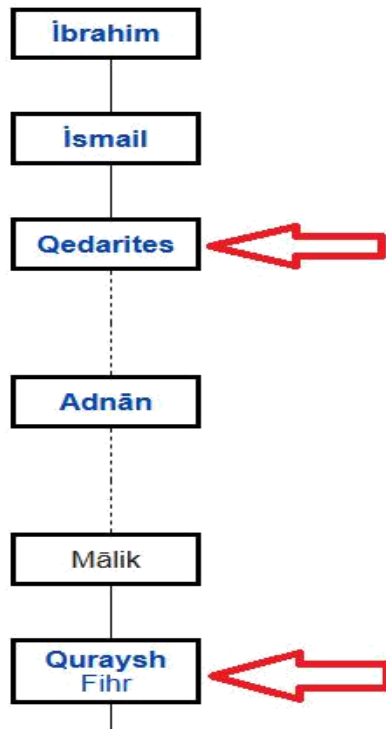 İbrahim
İsmail
Qedarites
Adnān
Mālik
Quraysh
Fihr